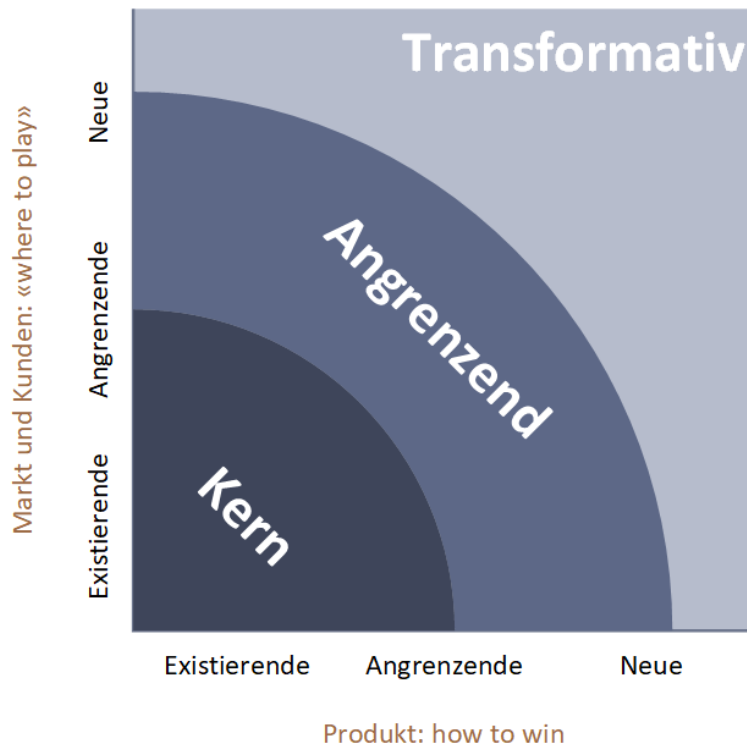 Transformativ
Angrenzend
Kern
Markt und Kunden: «where to play»
Neue
Angrenzende
Existierende
Existierende Angrenzende Neue
Produkt: how to win